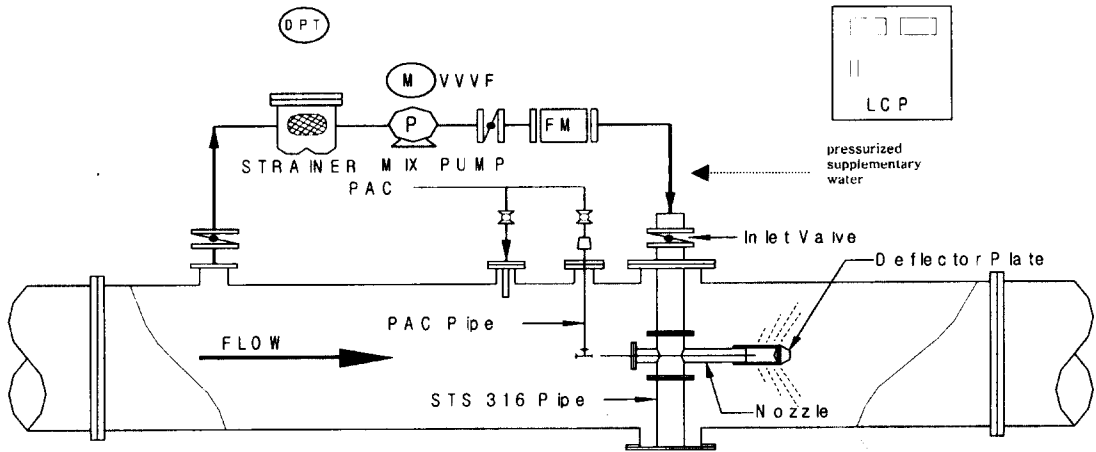 DPT
M VVVF
LCP
P
FM
STRAINER MIX PUMP
pressurized
supplementary
water
PAC
Inlet Valve
Deflector Plate
PAC Pipe
FLOW
STS 316 Pipe
Nozzle